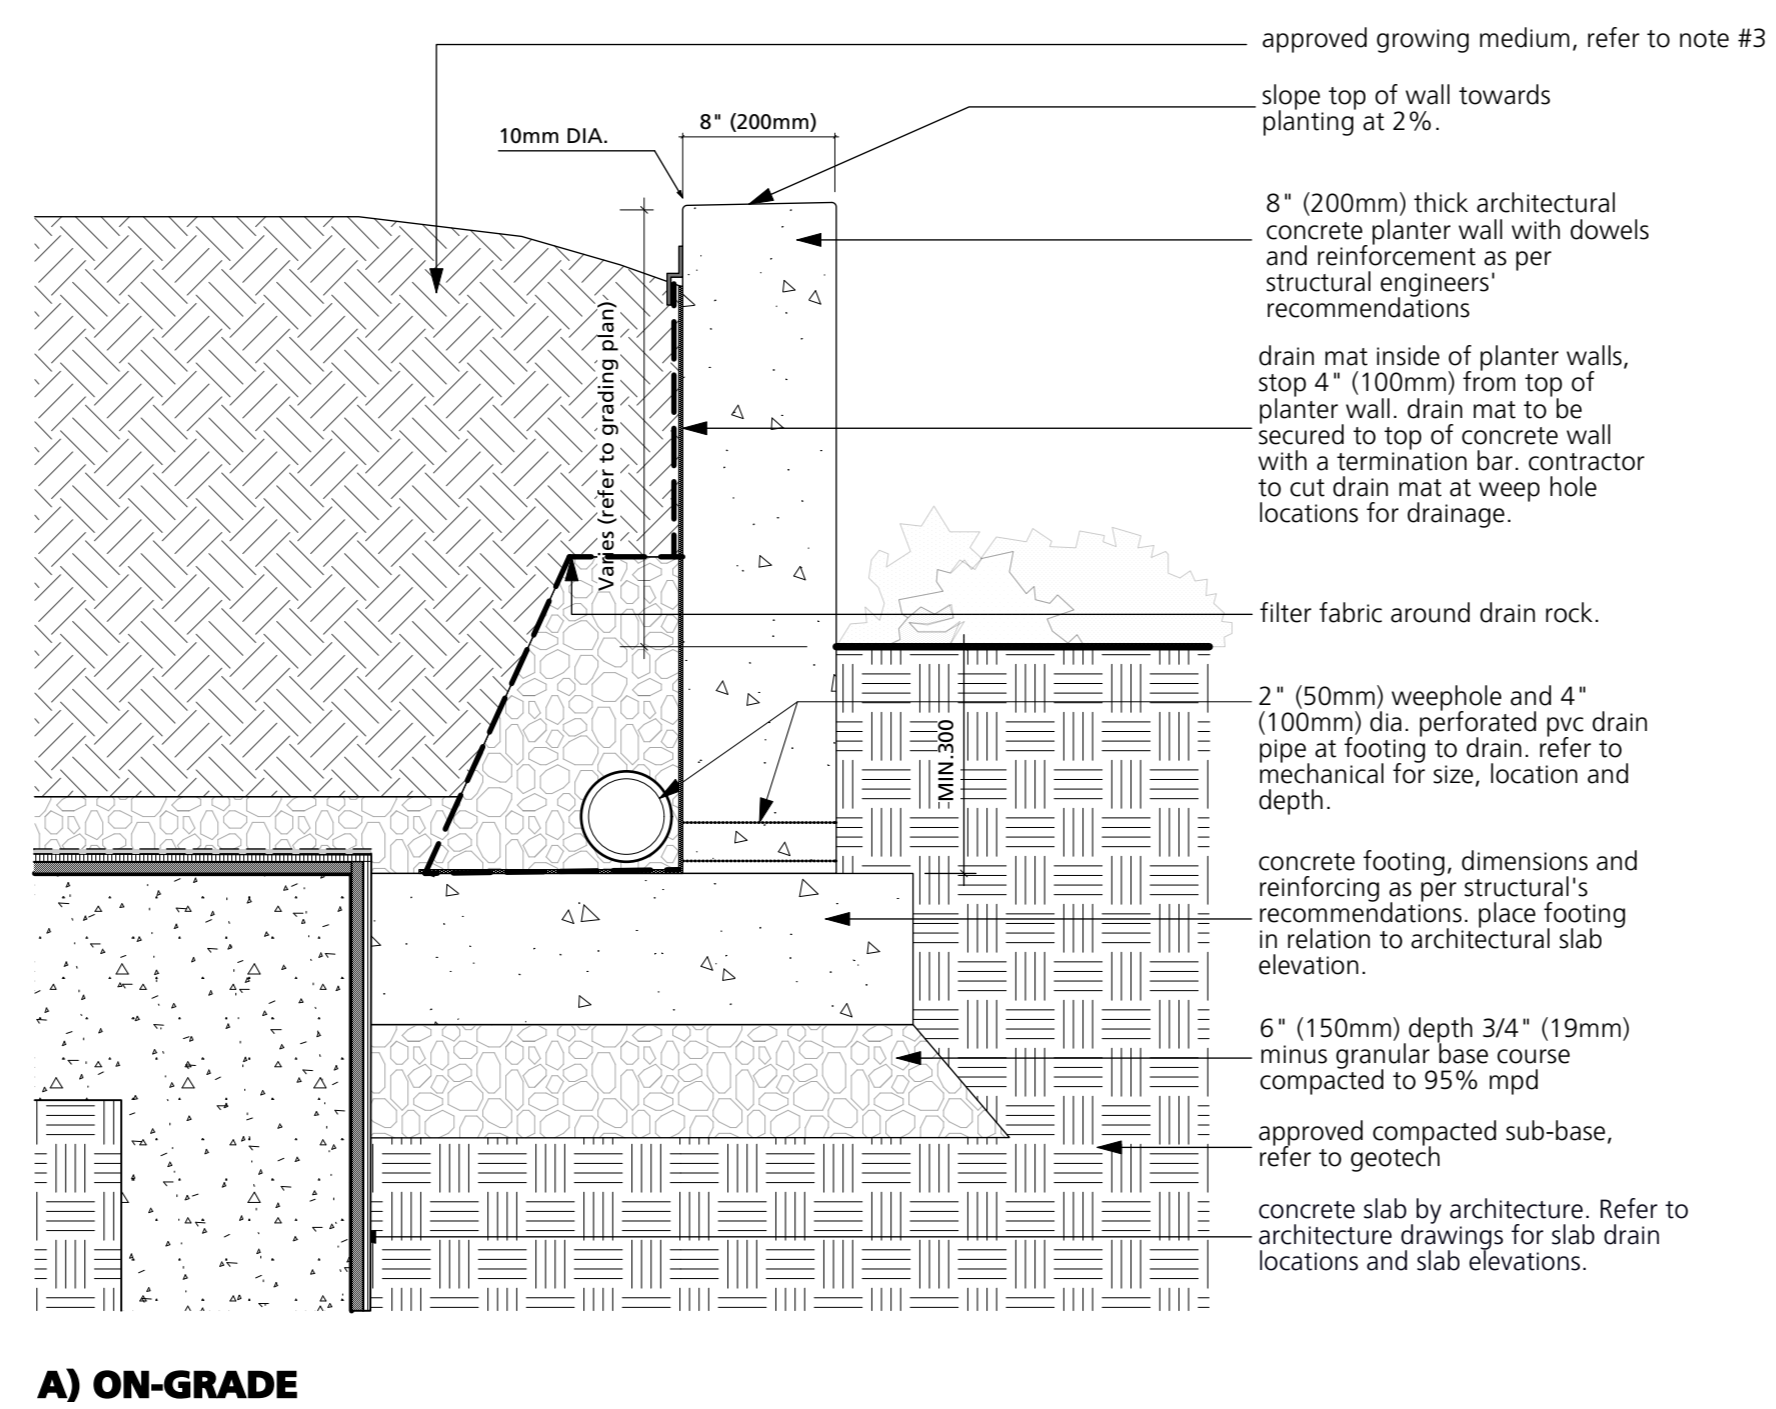 approved growing medium, refer to note #3
slope top of wall towards
planting at 2%.
10mm DIA.
8" (200mm)
8" (200mm) thick architectural
concrete planter wall with dowels
and reinforcement as per
structural engineers'
recommendations
Varies (refer to grading plan)
drain mat inside of planter walls,
stop 4" (100mm) from top of
planter wall. drain mat to be
secured to top of concrete wall
with a termination bar. contractor
to cut drain mat at weep hole
locations for drainage.
filter fabric around drain rock.
2" (50mm) weephole and 4"
(100mm) dia. perforated pvc drain
pipe at footing to drain. refer to
mechanical for size, location and
depth.
MIN.300
concrete footing, dimensions and
reinforcing as per structural's
recommendations. place footing
in relation to architectural slab
elevation.
6" (150mm) depth 3/4" (19mm)
minus granular base course
compacted to 95% mpd
approved compacted sub-base,
refer to geotech
concrete slab by architecture. Refer to
architecture drawings for slab drain
locations and slab elevations.
A) ON-GRADE